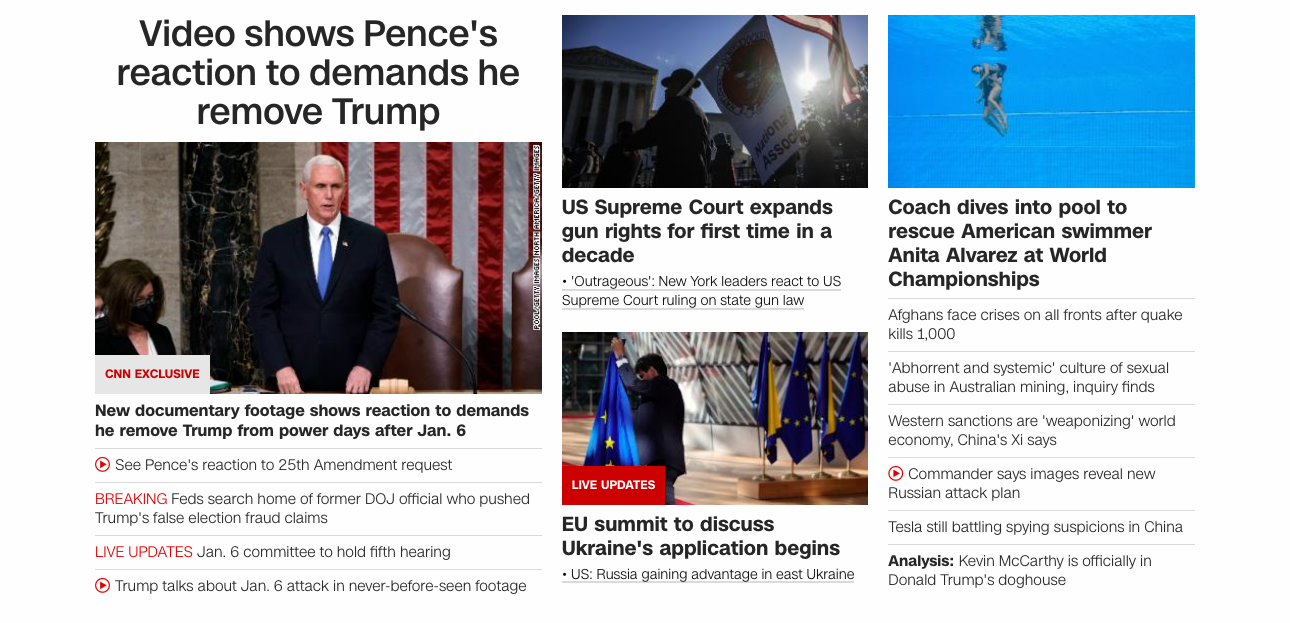 Video shows Pence's
reaction to demands he
remove Trump
POOL/GETTY IMAGES NORTH AMERICA/GETTY IMAGES
CNN EXCLUSIVE
New documentary footage shows reaction to demands
he remove Trump from power days after Jan. 6
See Pence's reaction to 25th Amendment request
BREAKING Feds search home of former DOJ official who pushed
Trump's false election fraud claims
LIVE UPDATES Jan. 6 committee to hold fifth hearing
Trump talks about Jan. 6 attack in never-before-seen footage
National
ASSOC
US Supreme Court expands
gun rights for first time in a
decade
• 'Outrageous': New York leaders react to US
Supreme Court ruling on state gun law
LIVE UPDATES
EU summit to discuss
Ukraine's application begins
• US: Russia gaining advantage in east Ukraine
Coach dives into pool to
rescue American swimmer
Anita Alvarez at World
Championships
Afghans face crises on all fronts after quake
kills 1,000
'Abhorrent and systemic' culture of sexual
abuse in Australian mining, inquiry finds
Western sanctions are 'weaponizing' world
economy, China's Xi says
Commander says images reveal new
Russian attack plan
Tesla still battling spying suspicions in China
Analysis: Kevin McCarthy is officially in
Donald Trump's doghouse